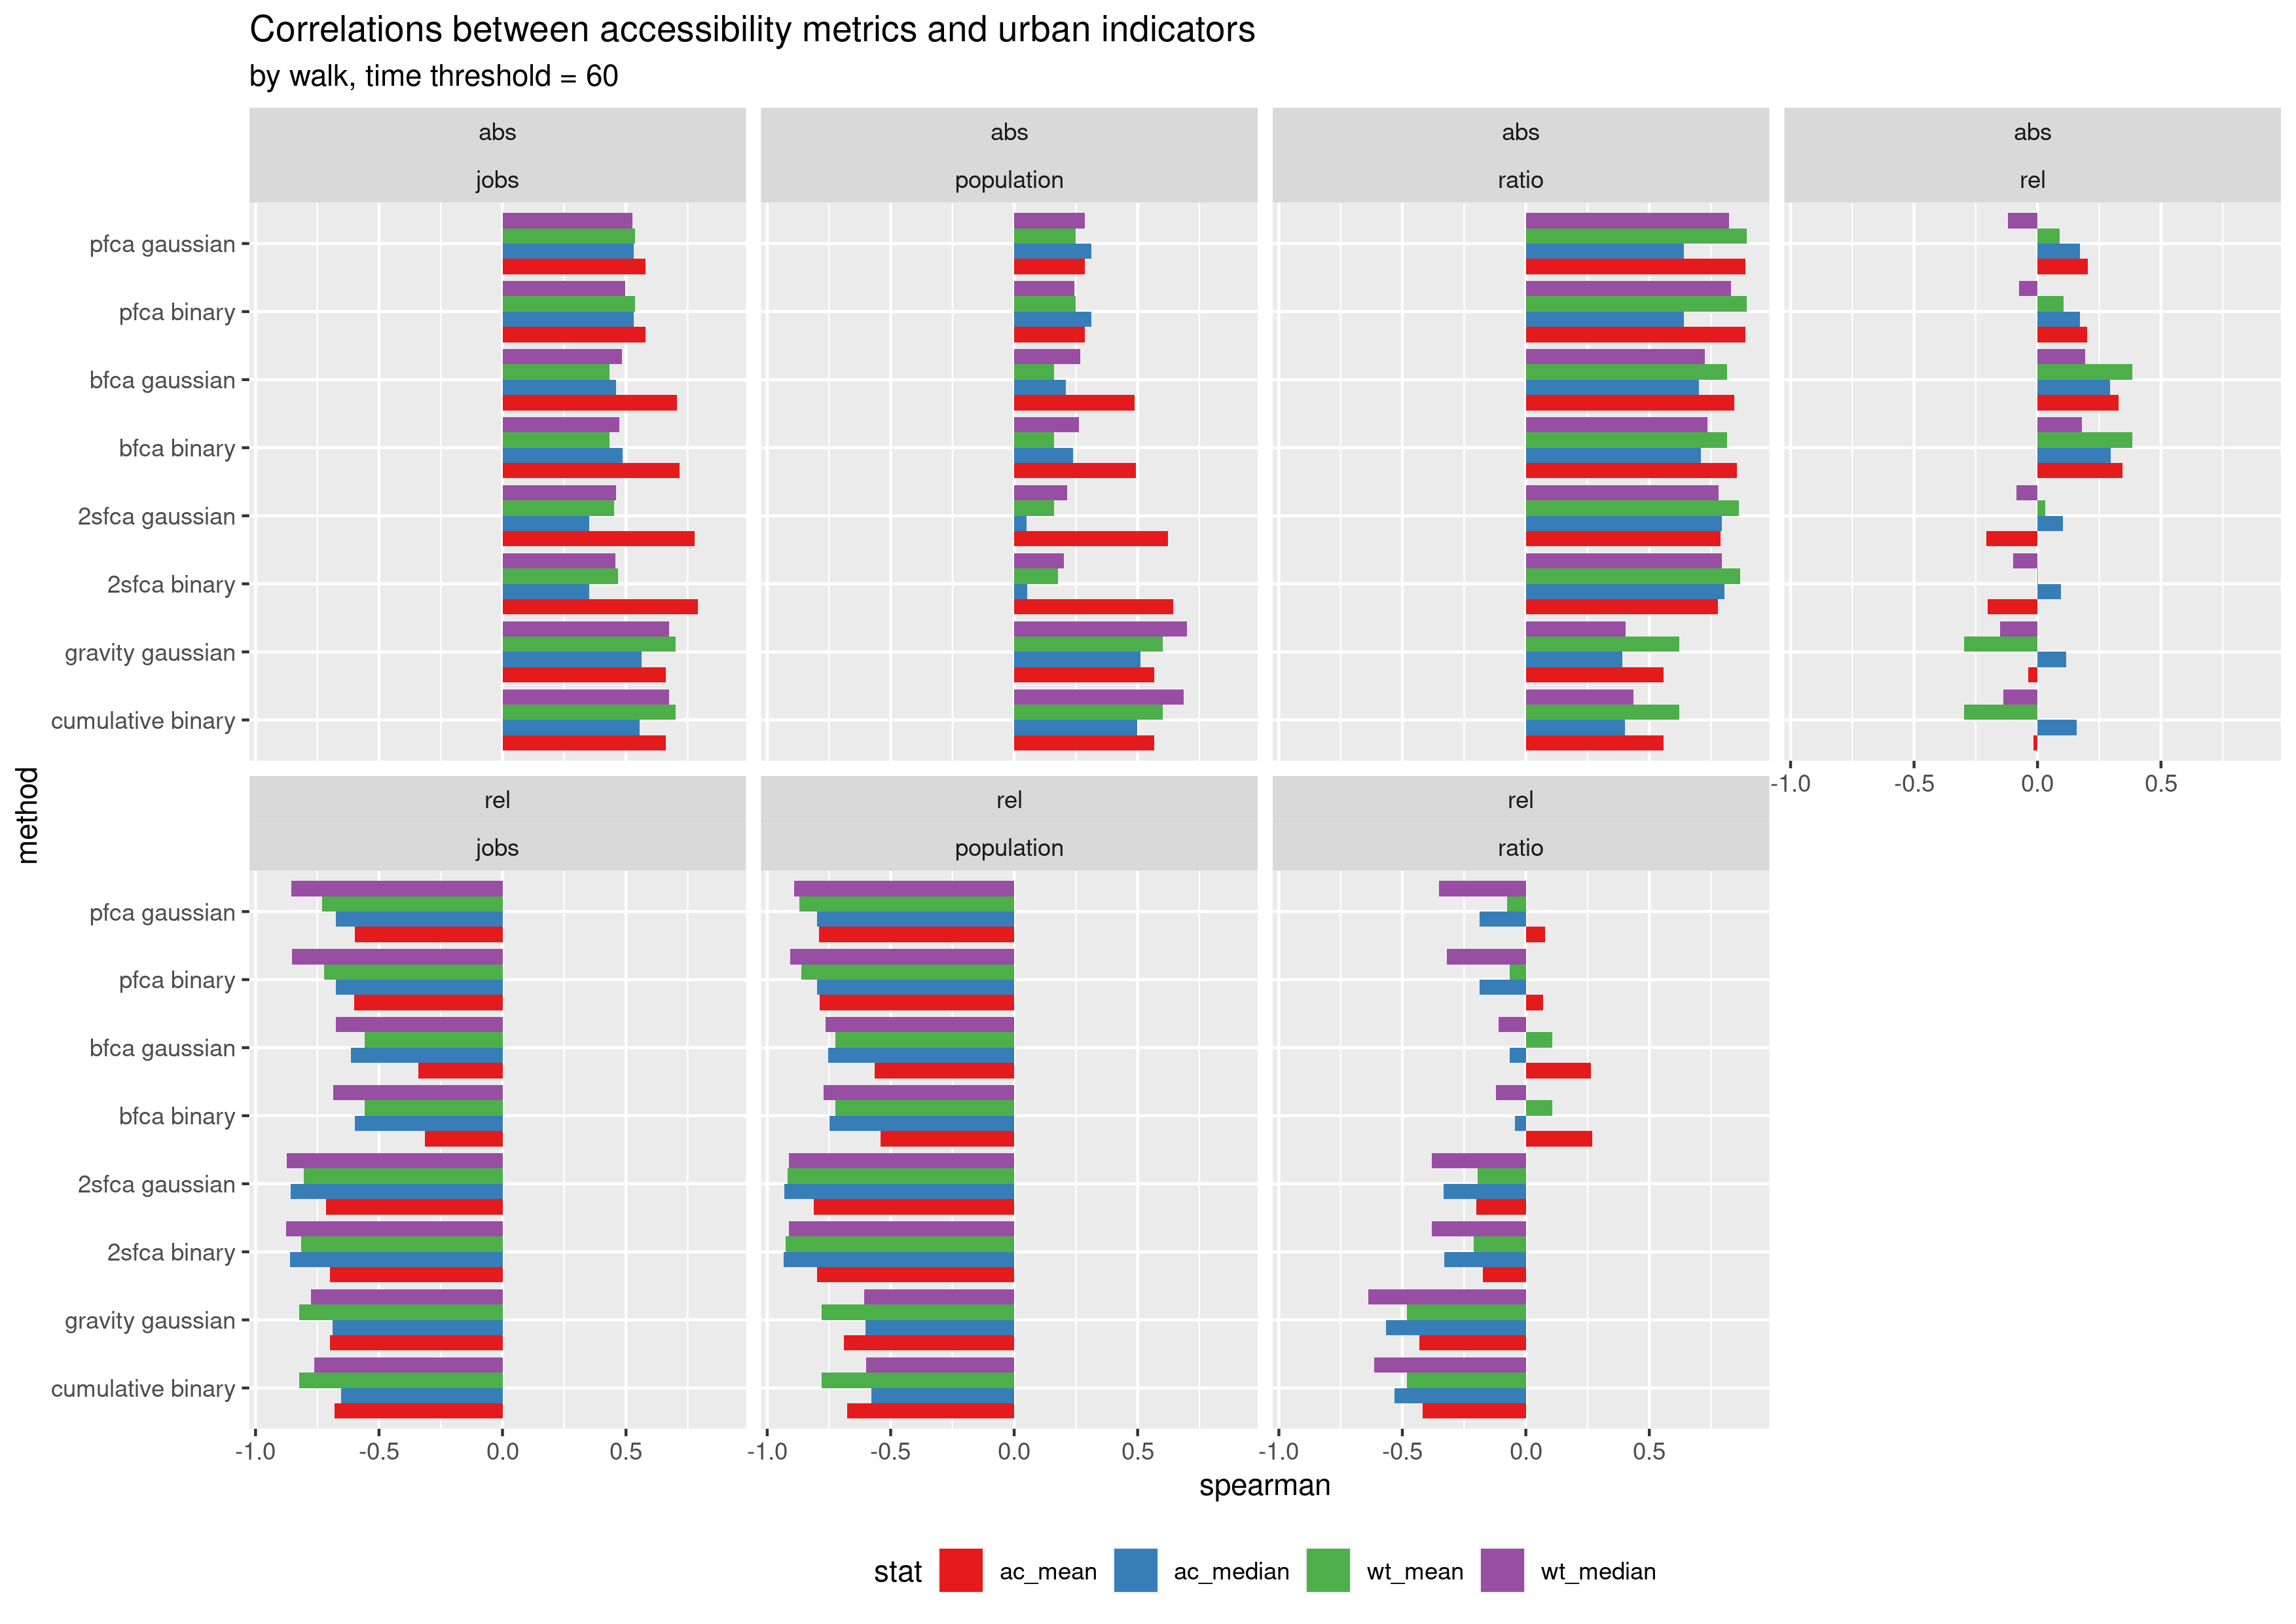 Correlations between accessibility metrics and urban indicators
by walk, time threshold = 60
abs abs abs abs
jobs population ratio rel
pfca gaussian
pfca binary
bfca gaussian
bfca binary
2sfca gaussian
2sfca binary
gravity gaussian
cumulative binary
-1.0 -0.5 0.0 0.5
rel rel rel
jobs population ratio
method
pfca gaussian
pfca binary
bfca gaussian
bfca binary
2sfca gaussian
2sfca binary
gravity gaussian
cumulative binary
-1.0 -0.5 0.0 0.5 -1.0 -0.5 0.0 0.5 -1.0 -0.5 0.0 0.5
spearman
stat ac_mean ac_median wt_mean wt_median